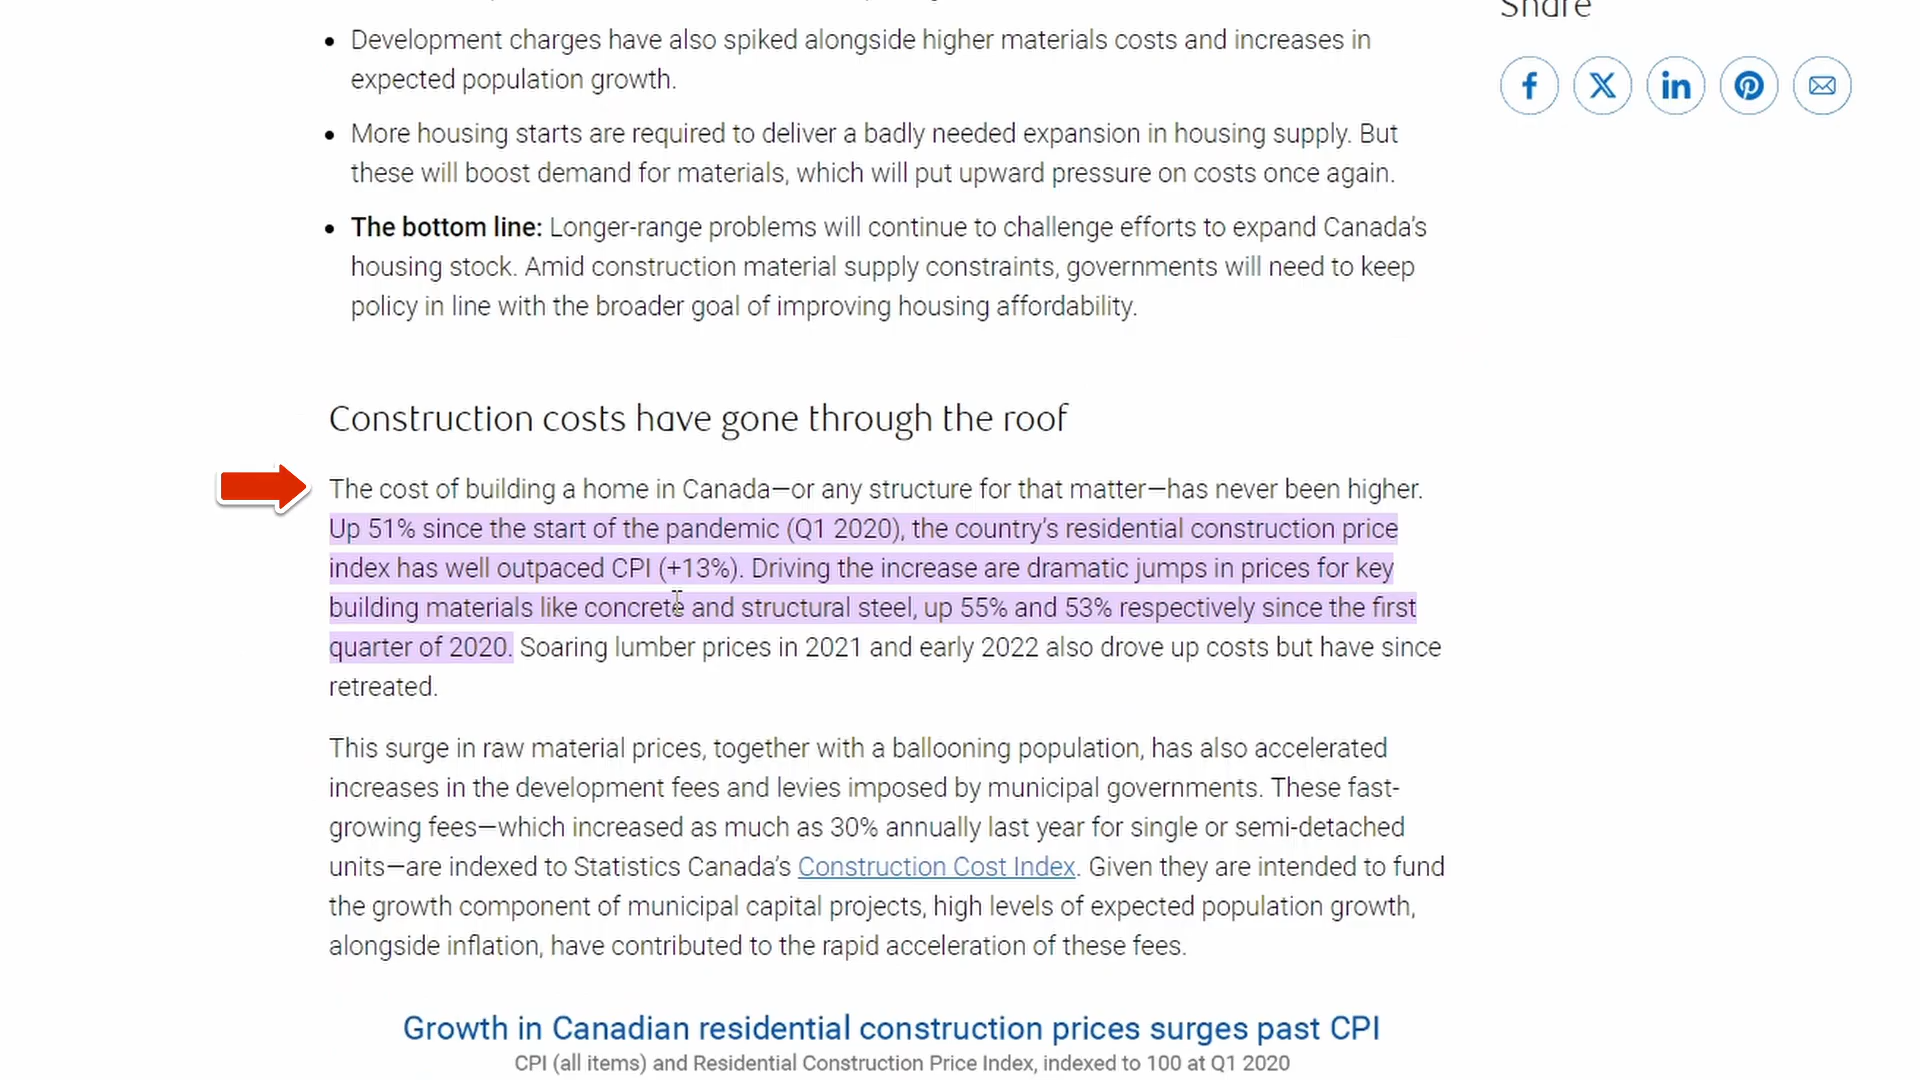 Share
Development charges have also spiked alongside higher materials costs and increases in
expected population growth.
More housing starts are required to deliver a badly needed expansion in housing supply. But
these will boost demand for materials, which will put upward pressure on costs once again.
The bottom line: Longer-range problems will continue to challenge efforts to expand Canada's
housing stock. Amid construction material supply constraints, governments will need to keep
policy in line with the broader goal of improving housing affordability.
Construction costs have gone through the roof
The cost of building a home in Canada—or any structure for that matter—has never been higher.
Up 51% since the start of the pandemic (Q1 2020), the country's residential construction price
index has well outpaced CPI (+13%). Driving the increase are dramatic jumps in prices for key
building materials like concrete and structural steel, up 55% and 53% respectively since the first
quarter of 2020. Soaring lumber prices in 2021 and early 2022 also drove up costs but have since
retreated.
This surge in raw material prices, together with a ballooning population, has also accelerated
increases in the development fees and levies imposed by municipal governments. These fast-
growing fees—which increased as much as 30% annually last year for single or semi-detached
units—are indexed to Statistics Canada's Construction Cost Index. Given they are intended to fund
the growth component of municipal capital projects, high levels of expected population growth,
alongside inflation, have contributed to the rapid acceleration of these fees.
Growth in Canadian residential construction prices surges past CPI
CPI (all items) and Residential Construction Price Index, indexed to 100 at Q1 2020